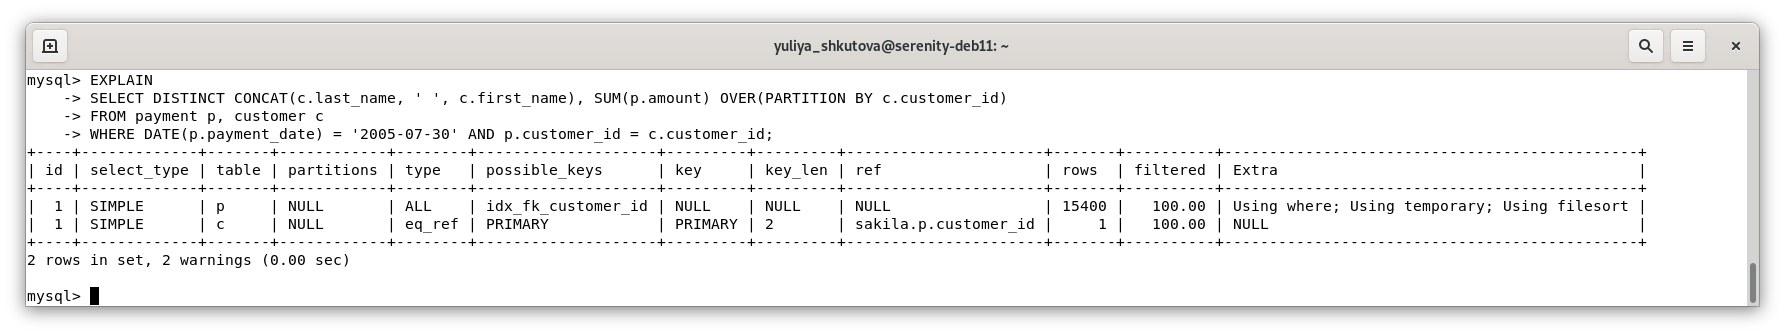 yuliya_shkutova@serenity-deb11: ~
mysql> EXPLAIN
    -> SELECT DISTINCT CONCAT(c.last_name, ' ', c.first_name), SUM(p.amount) OVER(PARTITION BY c.customer_id)
    -> FROM payment p, customer c
    -> WHERE DATE(p.payment_date) = '2005-07-30' AND p.customer_id = c.customer_id;
+----+-------------+-------+------------+--------+--------------------+---------+---------+----------------------+-------+----------+----------------------------------------------+
| id | select_type | table | partitions | type   | possible_keys      | key     | key_len | ref                  | rows  | filtered | Extra                                        |
+----+-------------+-------+------------+--------+--------------------+---------+---------+----------------------+-------+----------+----------------------------------------------+
|  1 | SIMPLE      | p     | NULL       | ALL    | idx_fk_customer_id | NULL    | NULL    | NULL                 | 15400 |   100.00 | Using where; Using temporary; Using filesort |
|  1 | SIMPLE      | c     | NULL       | eq_ref | PRIMARY            | PRIMARY | 2       | sakila.p.customer_id |     1 |   100.00 | NULL                                         |
+----+-------------+-------+------------+--------+--------------------+---------+---------+----------------------+-------+----------+----------------------------------------------+
2 rows in set, 2 warnings (0.00 sec)
mysql>